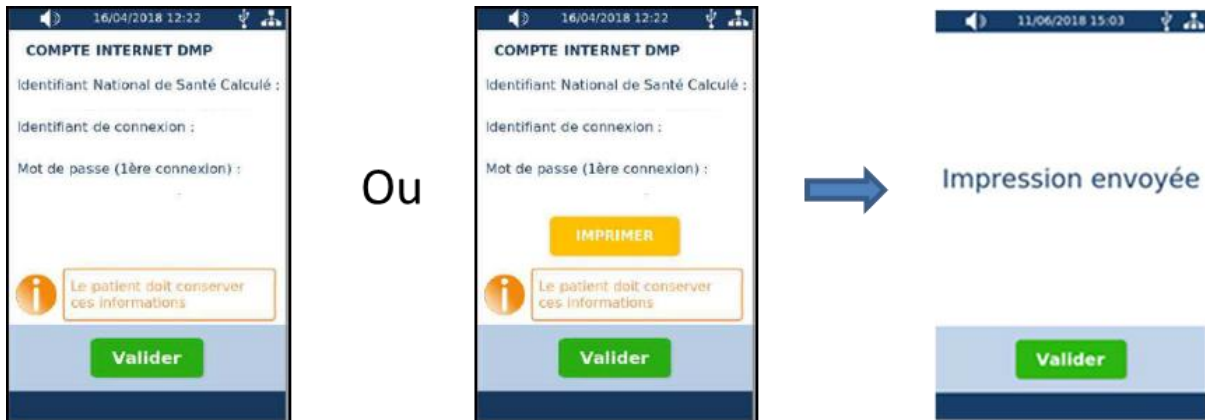 16/04/2018 12:22
COMPTE INTERNET DMP
Identifiant National de Santé Calculé :
Identifiant de connexion :
Mot de passe (1ère connexion) :
Le patient doit conserver
ces informations
Valider
Ou
16/04/2018 12:22
COMPTE INTERNET DMP
Identifiant National de Santé Calculé :
Identifiant de connexion :
Mot de passe (1ère connexion) :
IMPRIMER
Le patient doit conserver
ces informations
Valider
11/06/2018 15:03
Impression envoyée
Valider